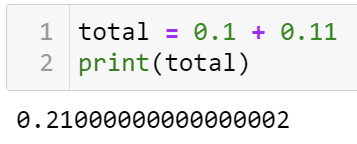 1 total = 0.1 + 0.11
2 print(total)
0.21000000000000002